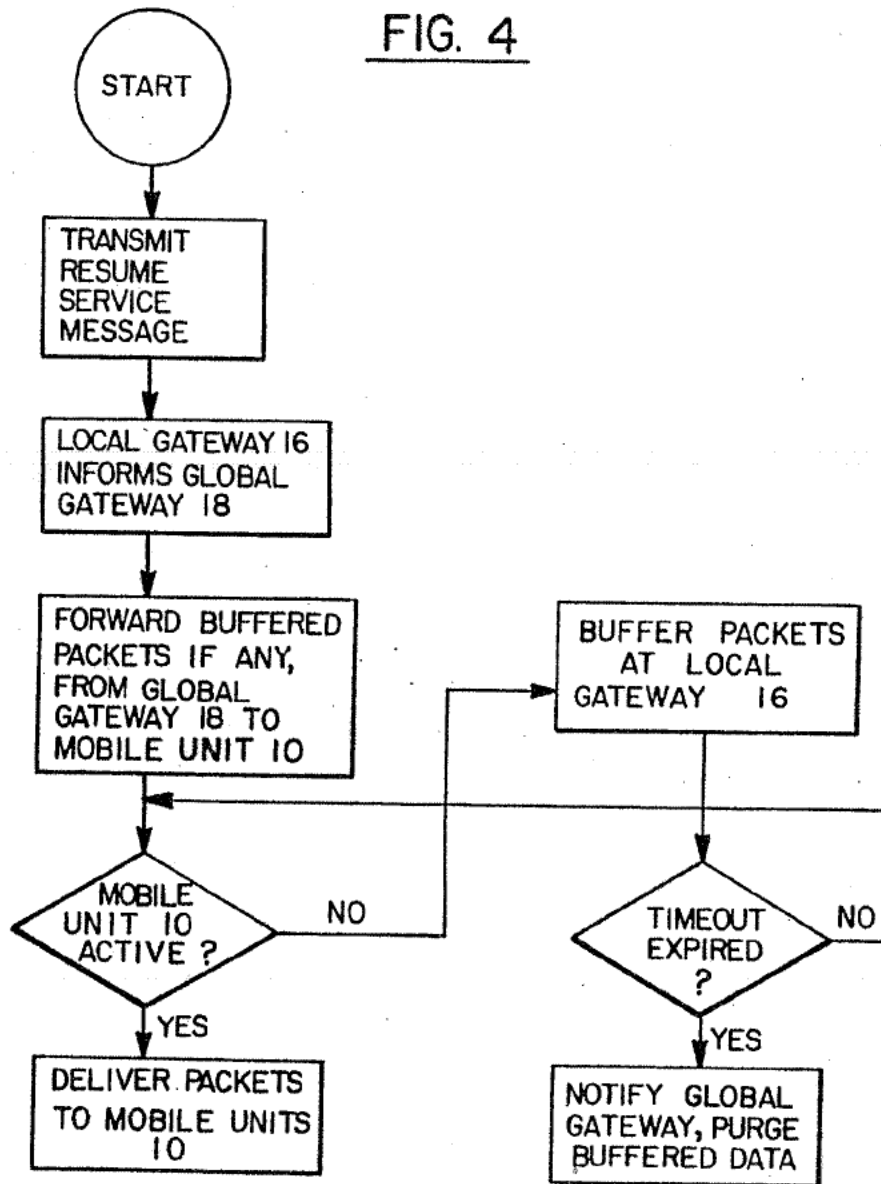 FIG. 4
START
TRANSMIT
RESUME
SERVICE
MESSAGE
LOCAL GATEWAY 16
INFORMS GLOBAL
GATEWAY 18
FORWARD BUFFERED
PACKETS IF ANY,
FROM GLOBAL
GATEWAY 18 TO
MOBILE UNIT 10
MOBILE
UNIT 10
ACTIVE ?
NO
YES
DELIVER PACKETS
TO MOBILE UNITS
10
BUFFER PACKETS
AT LOCAL
GATEWAY 16
TIMEOUT
EXPIRED
?
NO
YES
NOTIFY GLOBAL
GATEWAY, PURGE
BUFFERED DATA